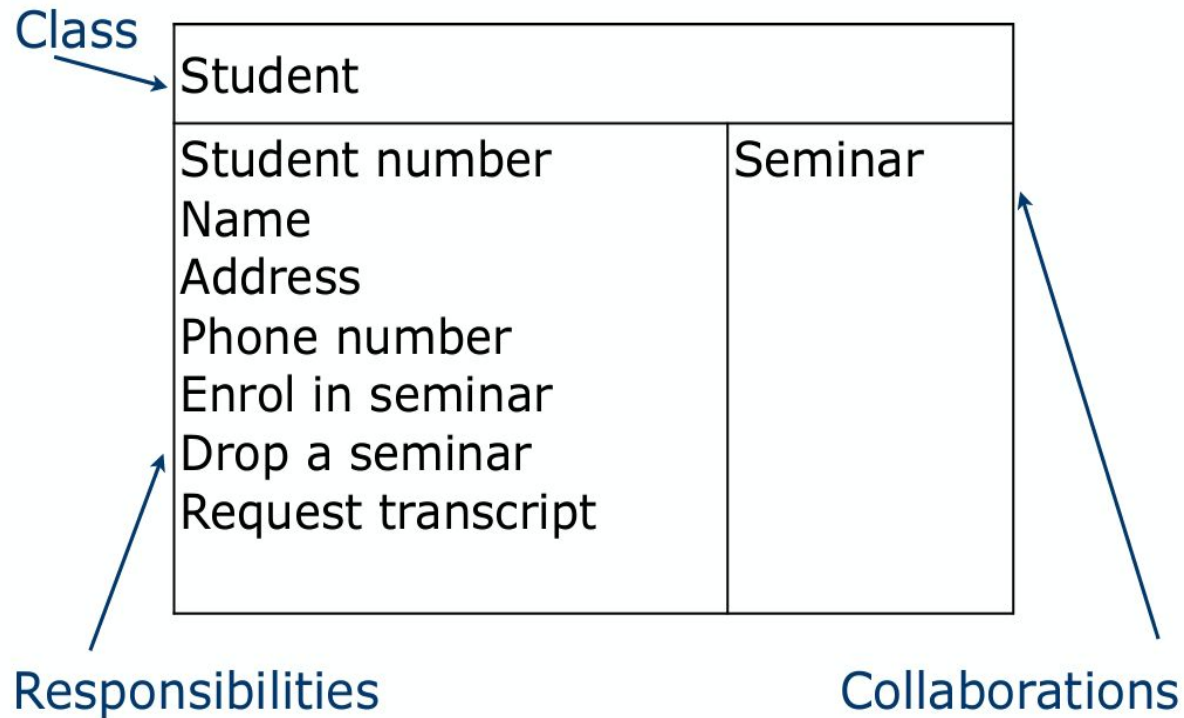 Class
Student
Student number
Name
Address
Phone number
Enrol in seminar
Drop a seminar
Request transcript
Seminar
Responsibilities
Collaborations